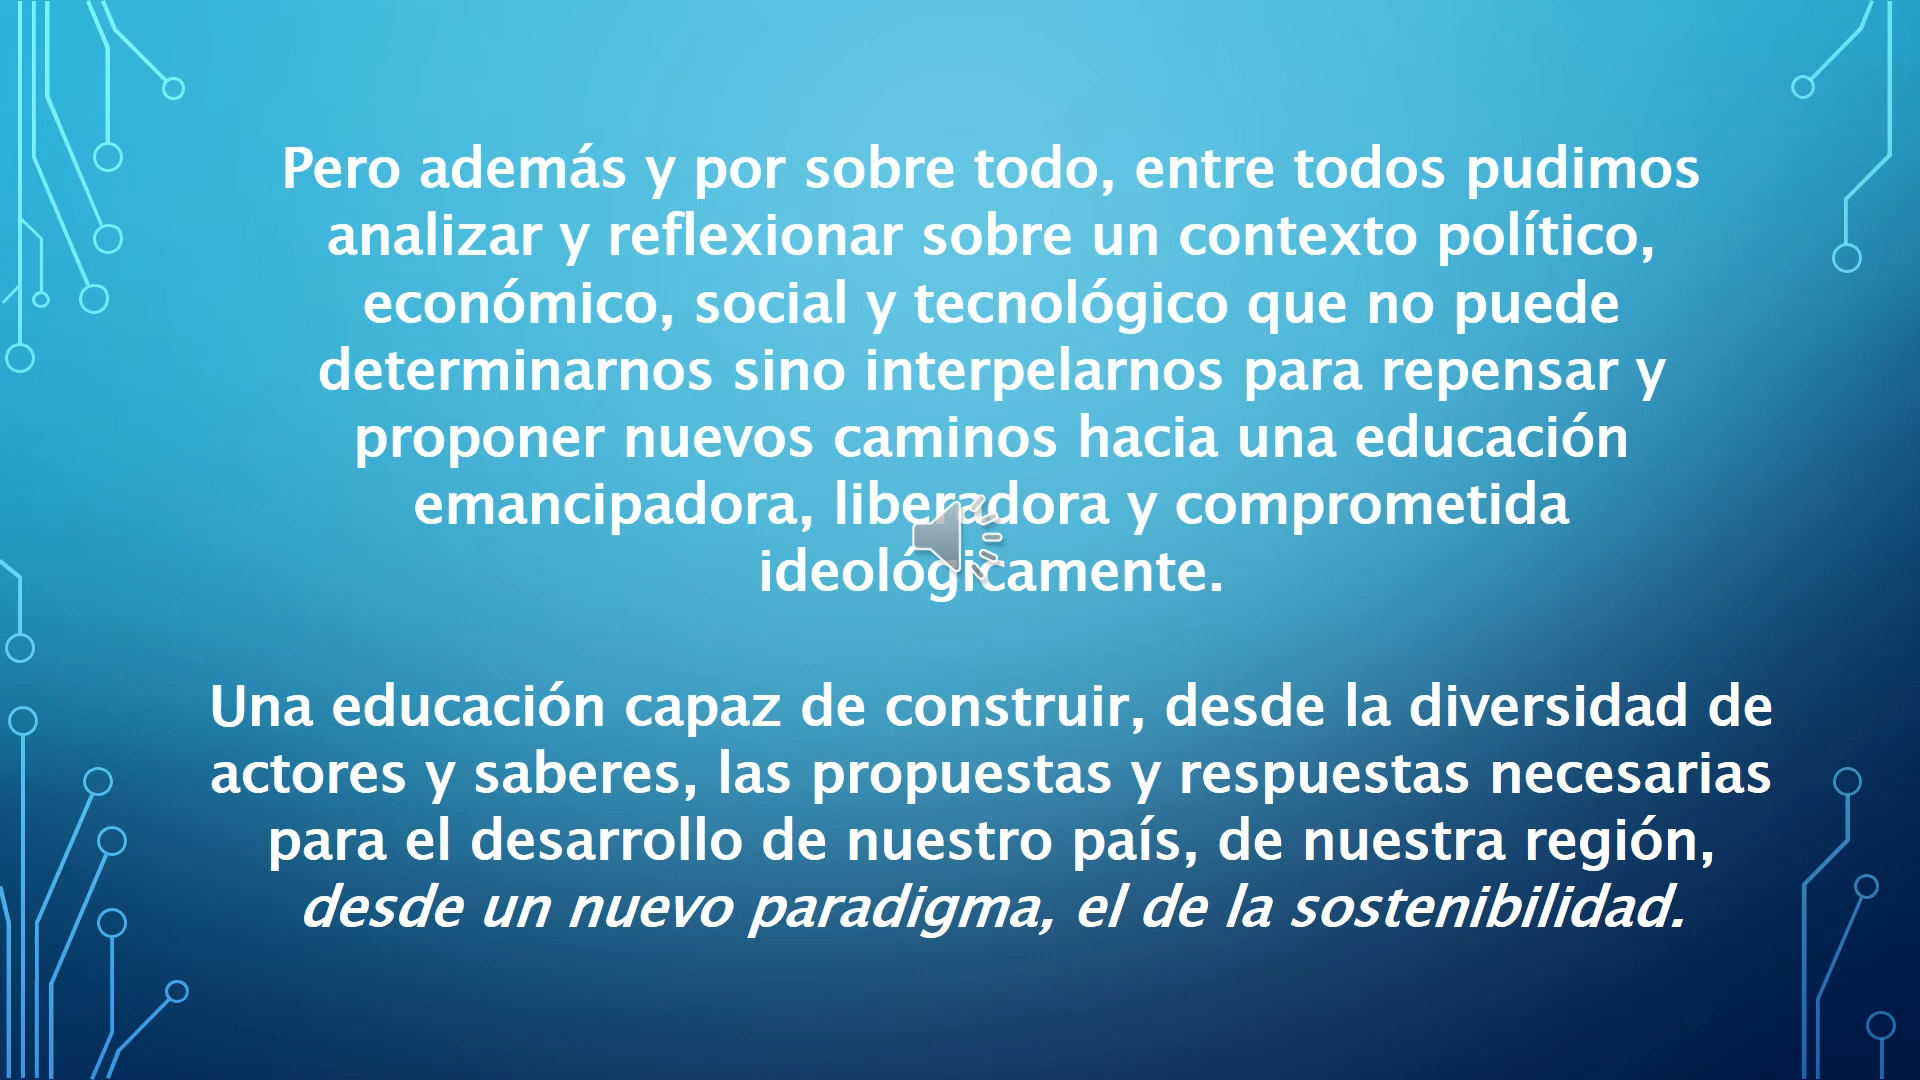 Pero además y por sobre todo, entre todos pudimos
analizar y reflexionar sobre un contexto político,
económico, social y tecnológico que no puede
determinarnos sino interpelarnos para repensar y
proponer nuevos caminos hacia una educación
emancipadora, liberadora y comprometida
ideológicamente.
Una educación capaz de construir, desde la diversidad de
actores y saberes, las propuestas y respuestas necesarias
para el desarrollo de nuestro país, de nuestra región,
desde un nuevo paradigma, el de la sostenibilidad.